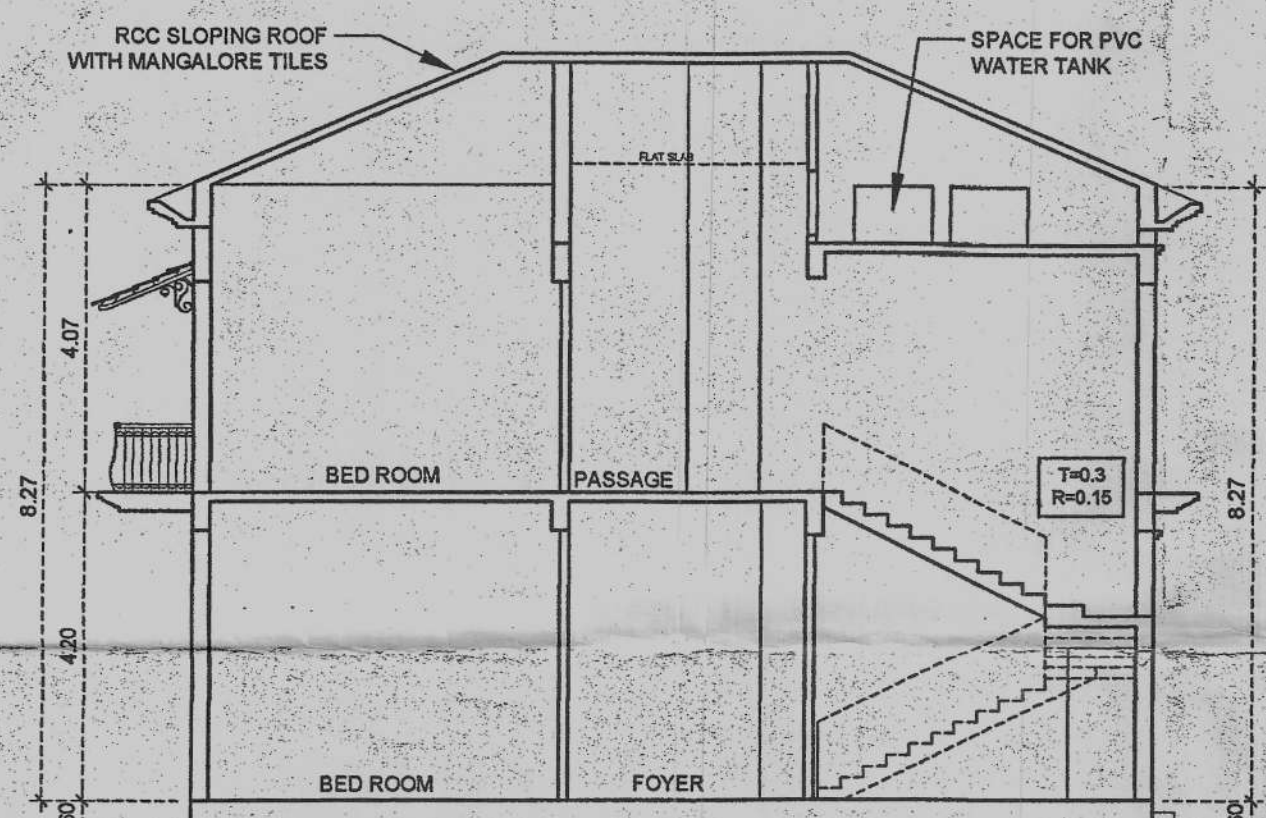 RCC SLOPING ROOF
WITH MANGALORE TILES
SPACE FOR PVC
WATER TANK
FLAT SLAB
4.07
8.27
BED ROOM
PASSAGE
T=0.3
R=0.15
8.27
4.20
BED ROOM
FOYER